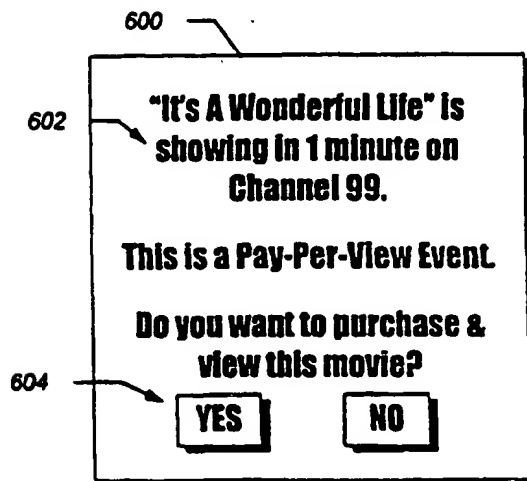 600
602
"It's A Wonderful Life" is
showing in 1 minute on
Channel 99.
This is a Pay-Per-View Event.
Do you want to purchase &
view this movie?
604
YES NO